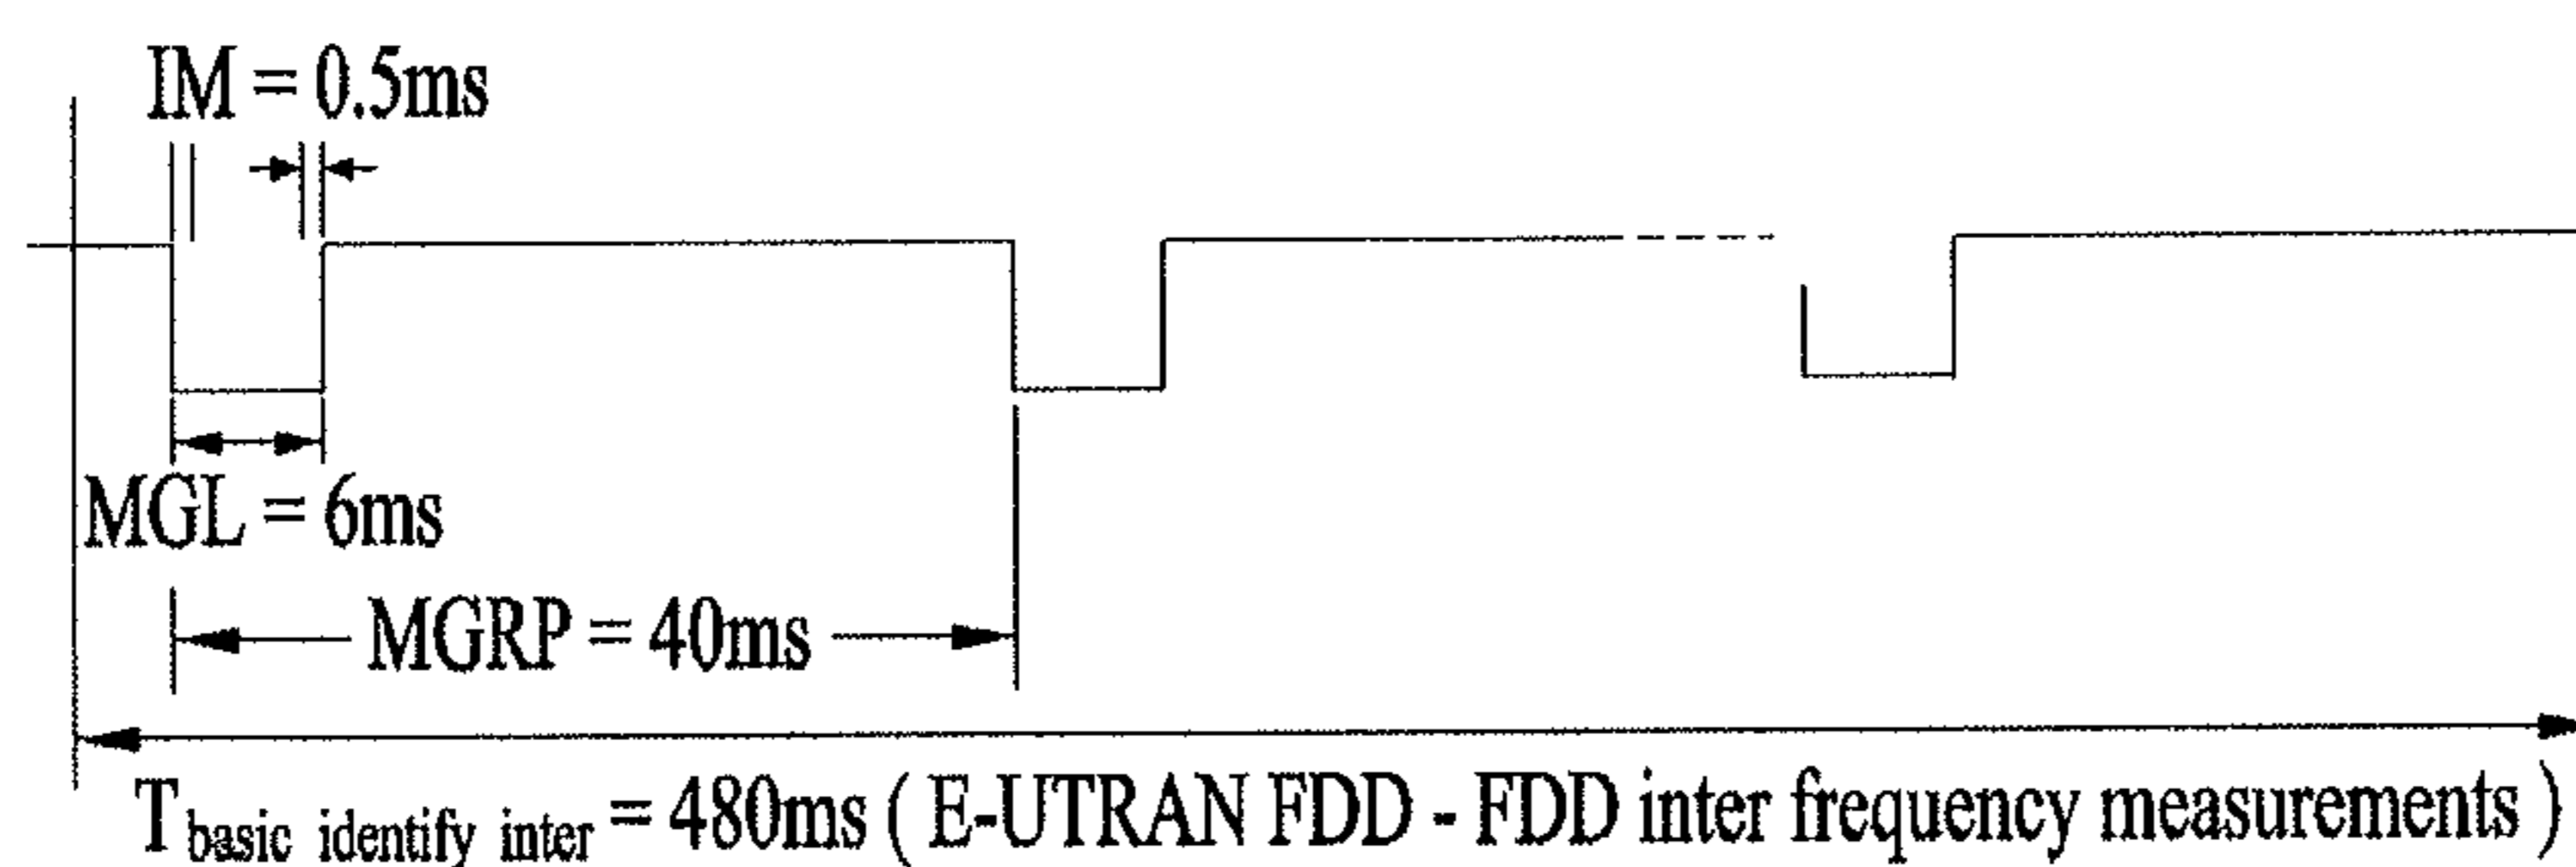 IM = 0.5ms
MGL = 6ms
MGRP = 40ms
T basic identify inter = 480ms ( E-UTRAN FDD - FDD inter frequency measurements )